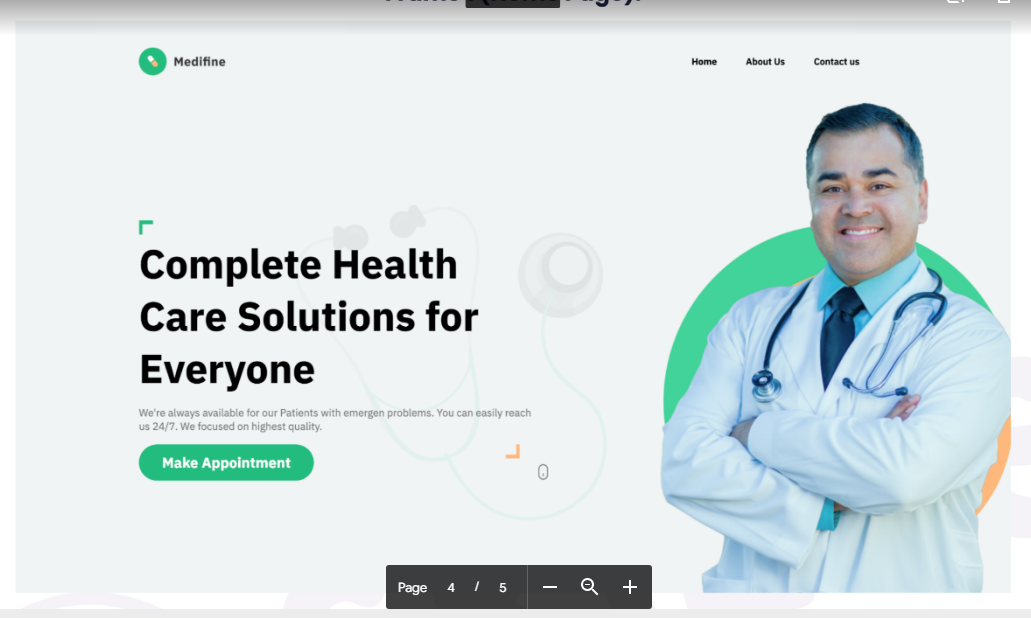 Medifine
Home About Us Contact us
Complete Health
Care Solutions for
Everyone
We're always available for our Patients with emergen problems. You can easily reach
us 24/7. We focused on highest quality.
Make Appointment
Page 4 / 5